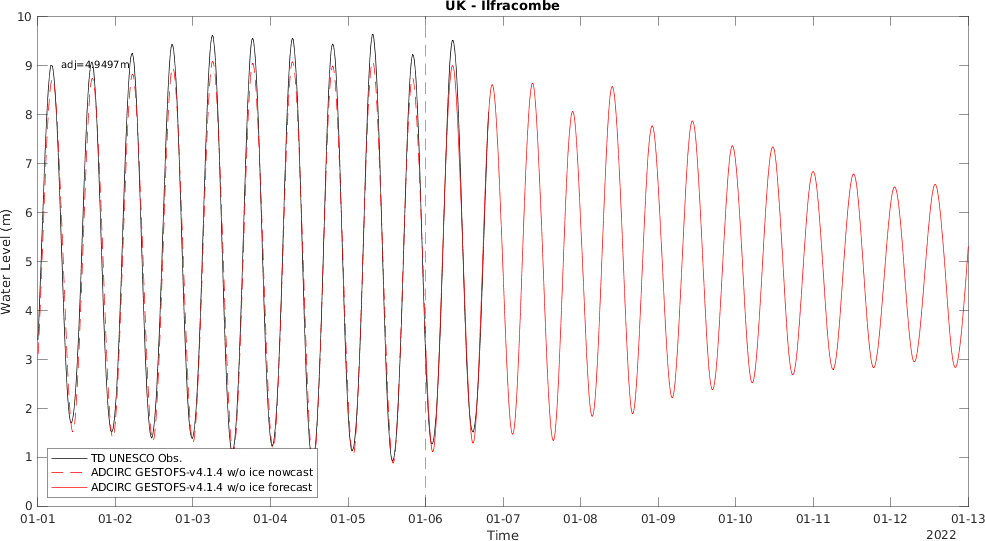 UK - Ilfracombe
10
9
8
7
6
5
4
3
2
1
0
Water Level (m)
adj=4.9497m
TD UNESCO Obs.
ADCIRC GESTOFS-v4.1.4 w/o ice nowcast
ADCIRC GESTOFS-v4.1.4 w/o ice forecast
01-01 01-02 01-03 01-04 01-05 01-06 01-07 01-08 01-09 01-10 01-11 01-12 01-13
Time
2022